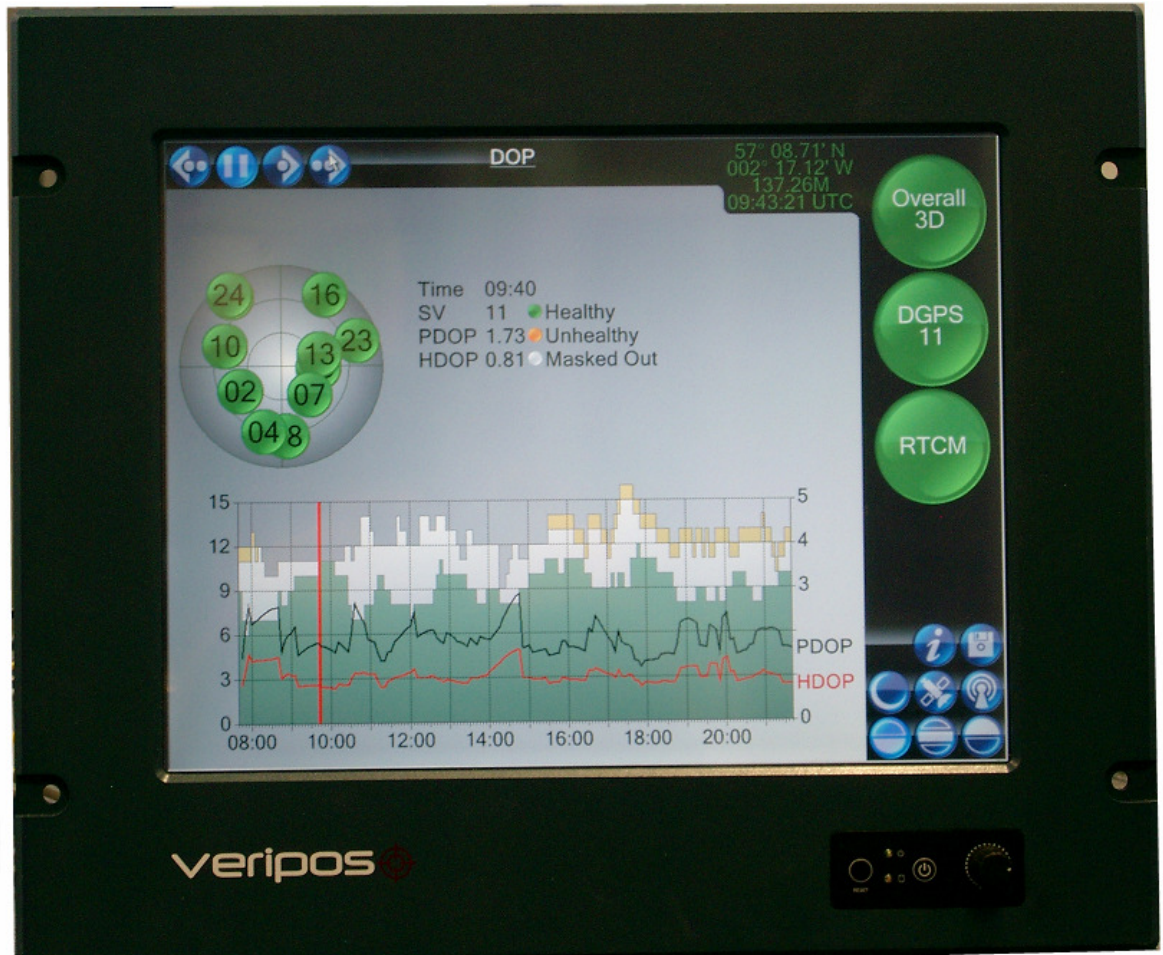 DOP
57° 08.71' N
002° 17.12' W
137.26M
09:43:21 UTC
Overall
3D
DGPS
11
RTCM
24
16
10
13
23
02
07
04
8
Time 09:40
SV 11 Healthy
PDOP 1.73 Unhealthy
HDOP 0.81 Masked Out
15
12
9
6
3
0
5
4
3
PDOP
HDOP
0
08:00 10:00 12:00 14:00 16:00 18:00 20:00
i
veripos
RESET